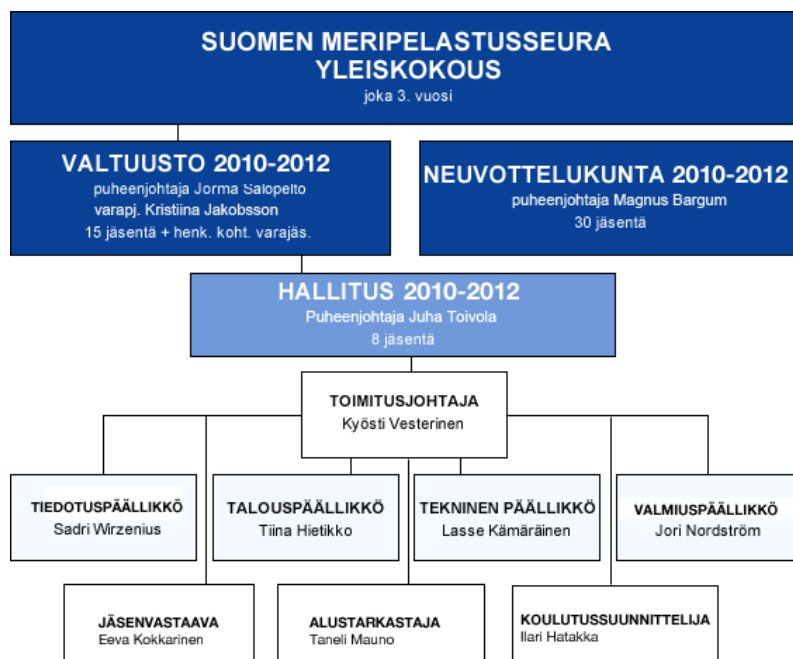 SUOMEN MERIPELASTUSSEURA
YLEISKOKOUS
joka 3. vuosi
VALTUUSTO 2010-2012
puheenjohtaja Jorma Salopelto
varapj. Kristiina Jakobsson
15 jäsentä + henk. koht. varajäs.
NEUVOTTELUKUNTA 2010-2012
puheenjohtaja Magnus Bargum
30 jäsentä
HALLITUS 2010-2012
Puheenjohtaja Juha Toivola
8 jäsentä
TOIMITUSJOHTAJA
Kyösti Vesterinen
TIEDOTUSPÄÄLLIKKÖ
Sadri Wirzenius
TALOUSPÄÄLLIKKÖ
Tiina Hietikko
TEKNINEN PÄÄLLIKKÖ
Lasse Kämäräinen
VALMIUSPÄÄLLIKKÖ
Jori Nordström
JÄSENVASTAAVA
Eeva Kokkarinen
ALUSTARKASTAJA
Taneli Mauno
KOULUTUSSUUNNITTELIJA
Ilari Hatakka